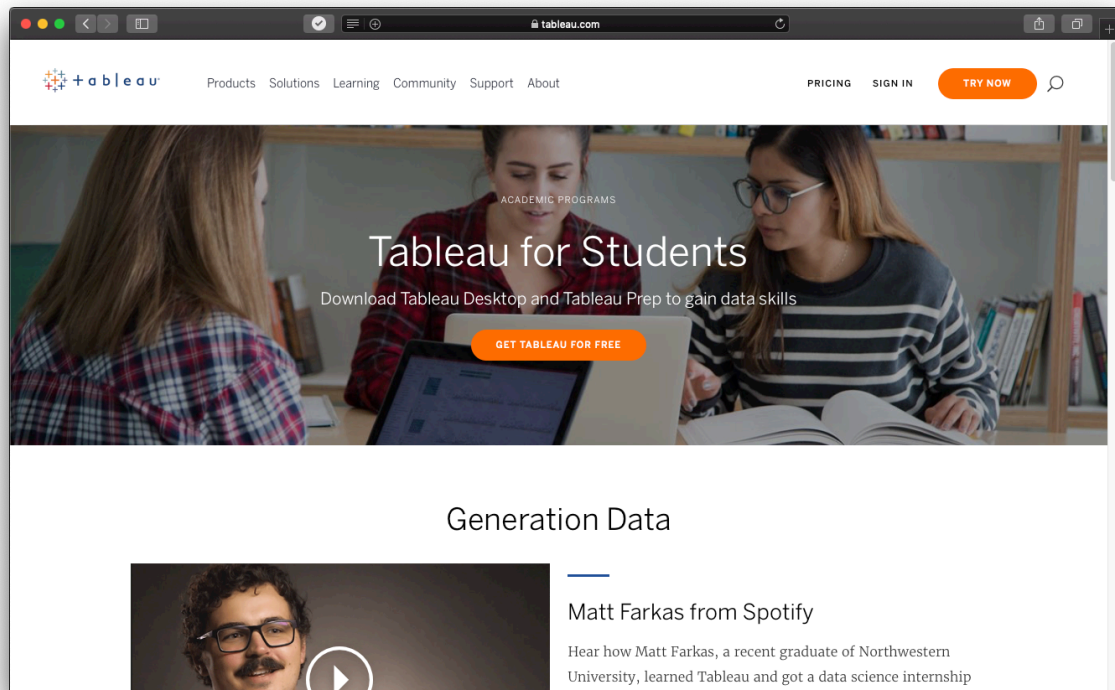 tableau.com
+ a b | e a u
Products Solutions Learning Community Support About
PRICING SIGN IN TRY NOW
ACADEMIC PROGRAMS
Tableau for Students
Download Tableau Desktop and Tableau Prep to gain data skills
GET TABLEAU FOR FREE
Generation Data
Matt Farkas from Spotify
Hear how Matt Farkas, a recent graduate of Northwestern
University, learned Tableau and got a data science internship